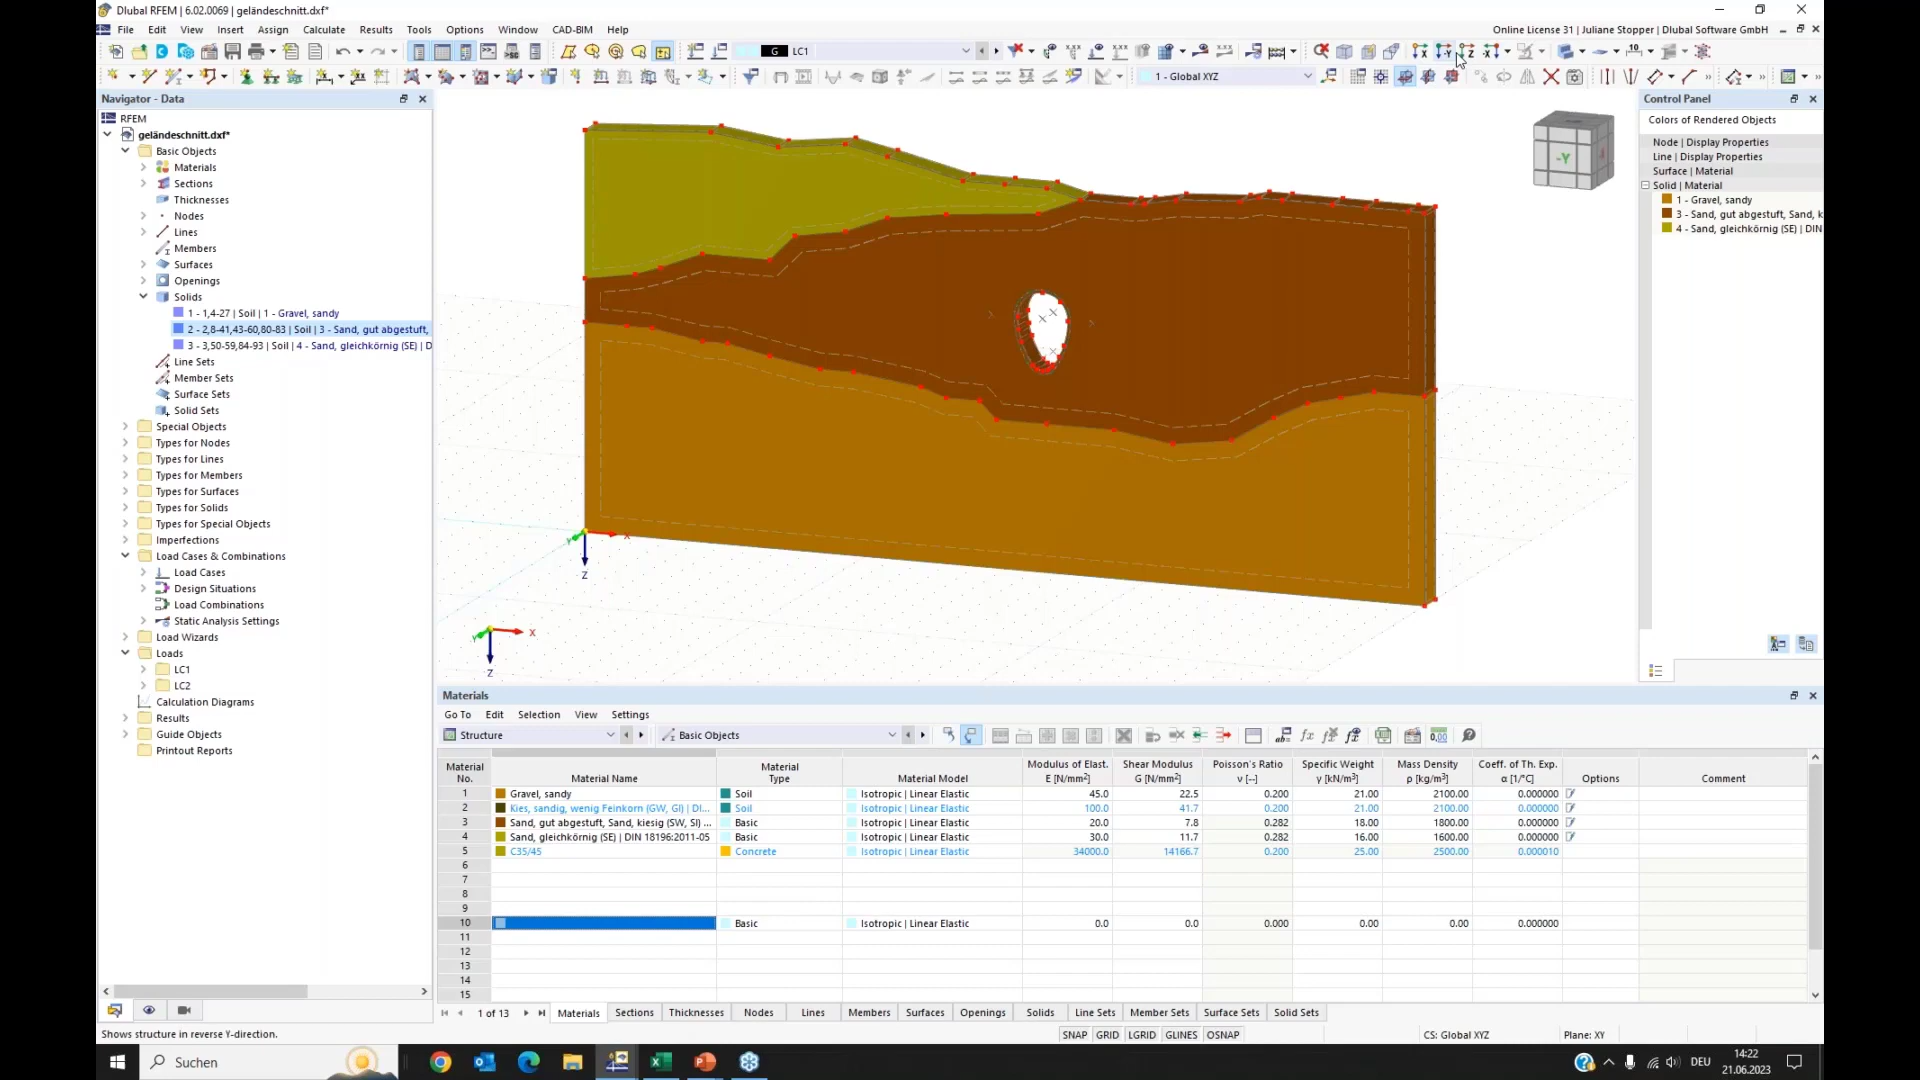 Dlubal RFEM | 6.02.0069 | geländeschnitt.dxf*
File Edit View Insert Assign Calculate Results Tools Options Window CAD-BIM Help
Online License 31 | Juliane Stopper | Dlubal Software GmbH
G LC1
1 - Global XYZ
Navigator - Data
RFEM
geländeschnitt.dxf*
Basic Objects
Materials
Sections
Thicknesses
Nodes
Lines
Members
Surfaces
Openings
Solids
1 - 1,4-27 | Soil | 1 - Gravel, sandy
2 - 2,8-41,43-60,80-83 | Soil | 3 - Sand, gut abgestuft,
3 - 3,50-59,84-93 | Soil | 4 - Sand, gleichkörnig (SE) | D
Line Sets
Member Sets
Surface Sets
Solid Sets
Special Objects
Types for Nodes
Types for Lines
Types for Members
Types for Surfaces
Types for Solids
Types for Special Objects
Imperfections
Load Cases & Combinations
Load Cases
Design Situations
Load Combinations
Static Analysis Settings
Load Wizards
Loads
LC1
LC2
Calculation Diagrams
Results
Guide Objects
Printout Reports
-Y
Y X
Z
Y X
Z
Control Panel
Colors of Rendered Objects
Node | Display Properties
Line | Display Properties
Surface | Material
Solid | Material
1 - Gravel, sandy
3 - Sand, gut abgestuft, Sand, k
4 - Sand, gleichkörnig (SE) | DIN
Materials
Go To Edit Selection View Settings
Structure Basic Objects
Material No. Material Name Material Type Material Model Modulus of Elast. E [N/mm²] Shear Modulus G [N/mm²] Poisson's Ratio ν [--] Specific Weight γ [kN/m³] Mass Density ρ [kg/m³] Coeff. of Th. Exp. α [1/°C] Options Comment
1 Gravel, sandy Soil Isotropic | Linear Elastic 45.0 22.5 0.200 21.00 2100.00 0.000000
2 Kies, sandig, wenig Feinkorn (GW, GI) | DI... Soil Isotropic | Linear Elastic 100.0 41.7 0.200 21.00 2100.00 0.000000
3 Sand, gut abgestuft, Sand, kiesig (SW, SI) ... Basic Isotropic | Linear Elastic 20.0 7.8 0.282 18.00 1800.00 0.000000
4 Sand, gleichkörnig (SE) | DIN 18196:2011-05 Basic Isotropic | Linear Elastic 30.0 11.7 0.282 16.00 1600.00 0.000000
5 C35/45 Concrete Isotropic | Linear Elastic 34000.0 14166.7 0.200 25.00 2500.00 0.000010
6
7
8
9
10 Basic Isotropic | Linear Elastic 0.0 0.0 0.000 0.00 0.00 0.000000
11
12
13
14
15
1 of 13 Materials Sections Thicknesses Nodes Lines Members Surfaces Openings Solids Line Sets Member Sets Surface Sets Solid Sets
Shows structure in reverse Y-direction.
SNAP GRID LGRID GLINES OSNAP CS: Global XYZ Plane: XY
Suchen
DEU
14:22
21.06.2023